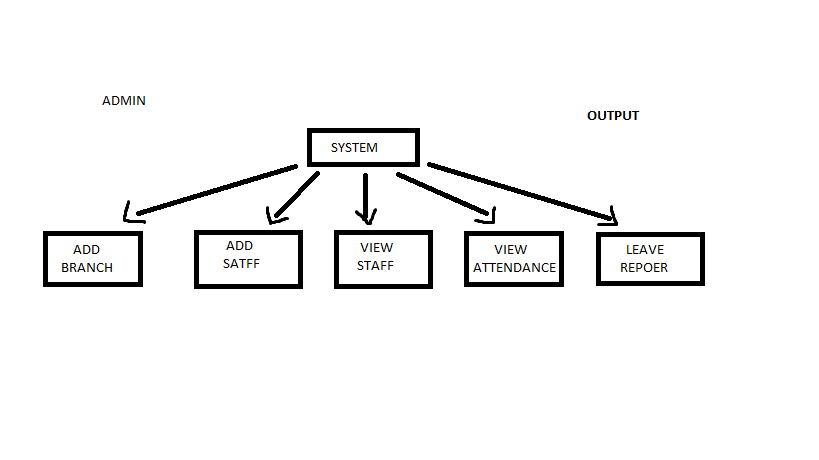 ADMIN
OUTPUT
SYSTEM
ADD
BRANCH
ADD
SATFF
VIEW
STAFF
VIEW
ATTENDANCE
LEAVE
REPOER